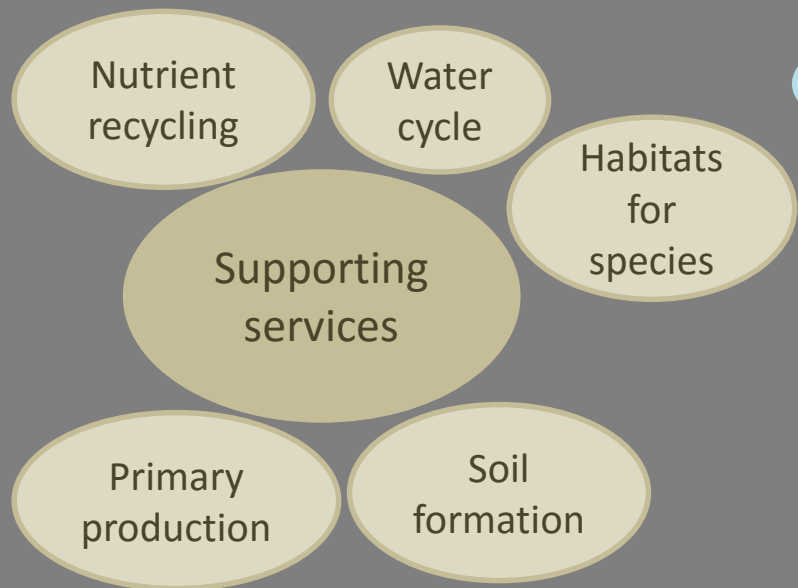 Nutrient
recycling
Water
cycle
Habitats
for
species
Supporting
services
Primary
production
Soil
formation